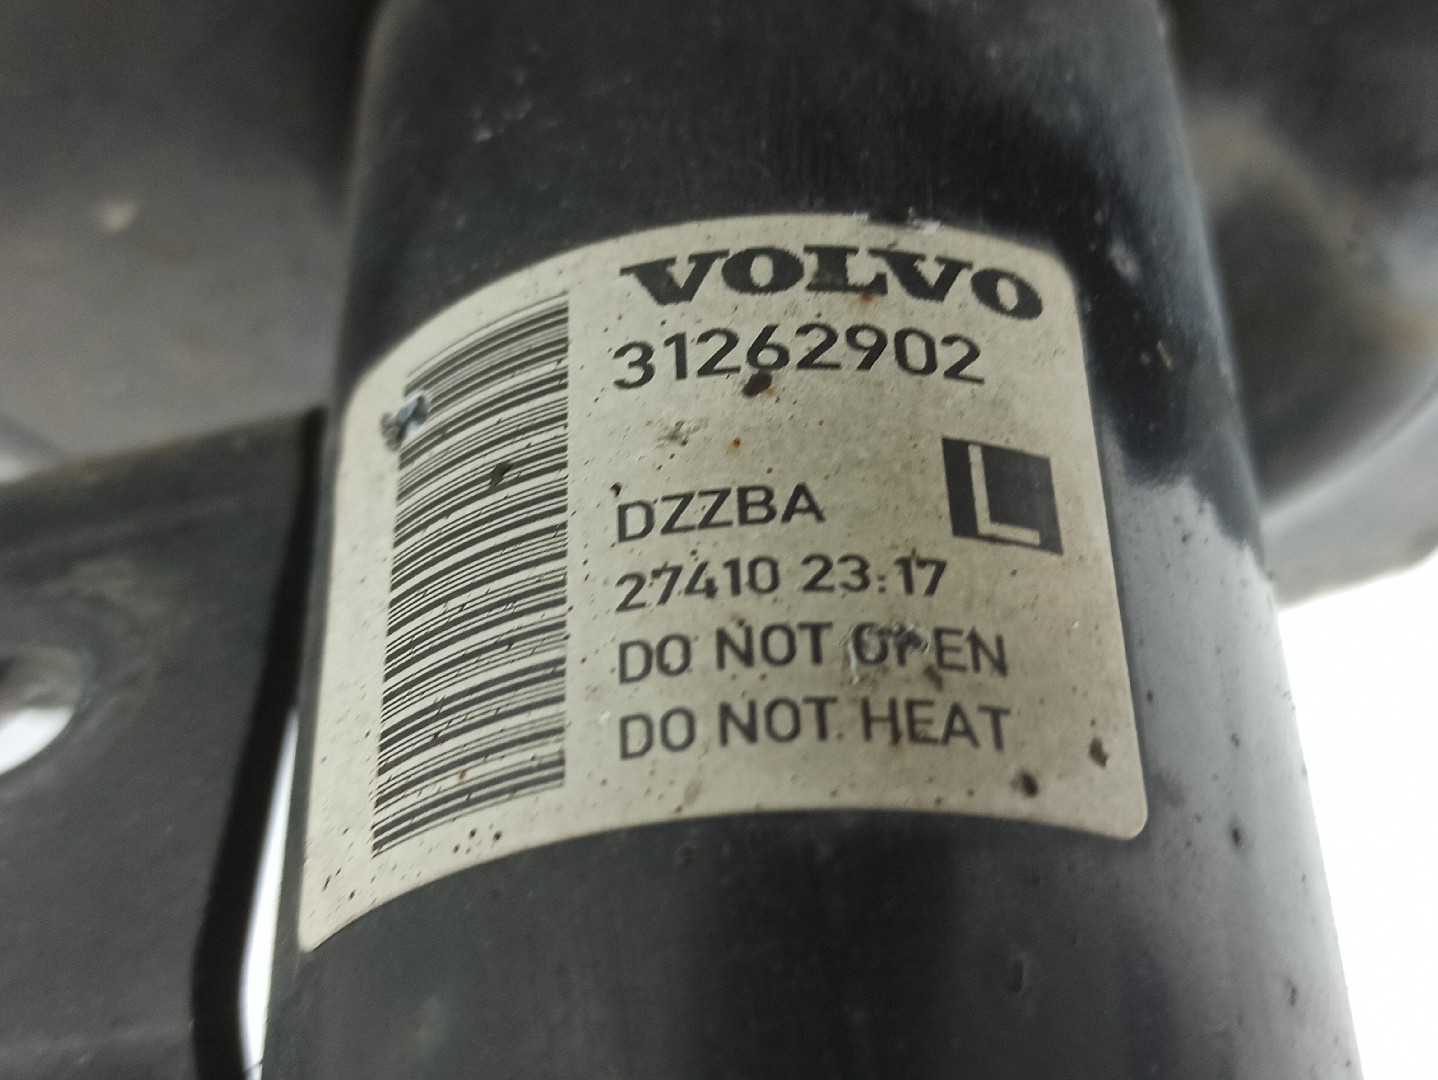 VOLVO
31262902
L
DZZBA
27410 23:17
DO NOT OPEN
DO NOT HEAT